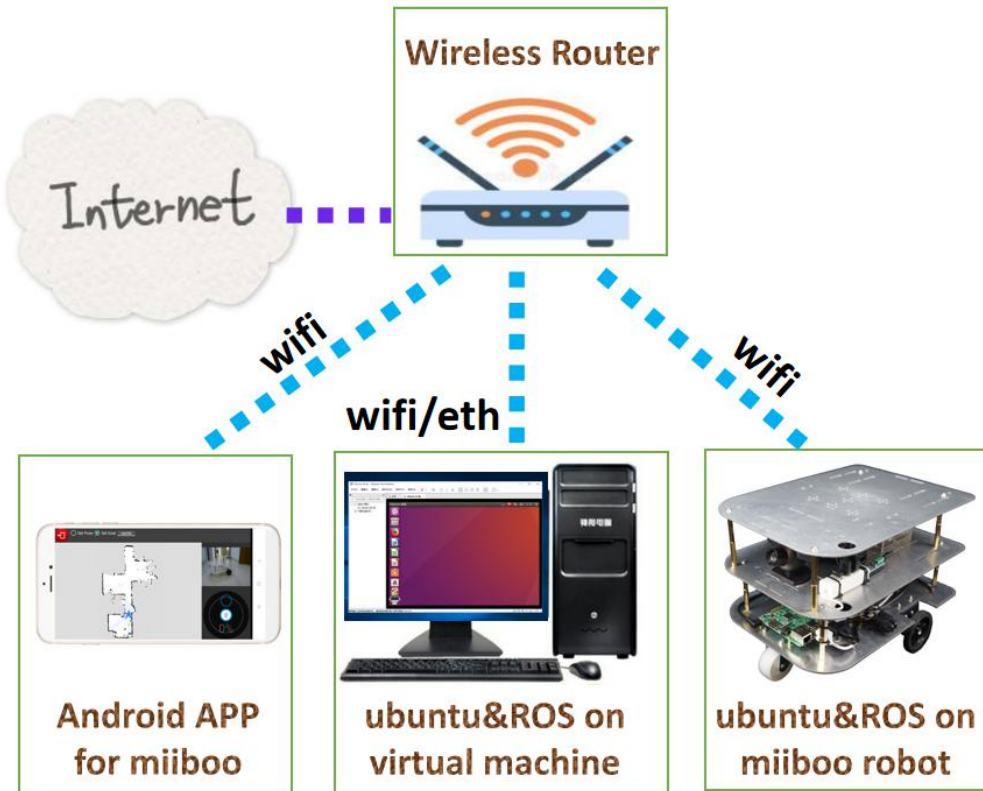 Wireless Router
Internet
wifi
wifi
wifi/eth
Android APP
for miiboo
ubuntu&ROS on
virtual machine
ubuntu&ROS on
miiboo robot